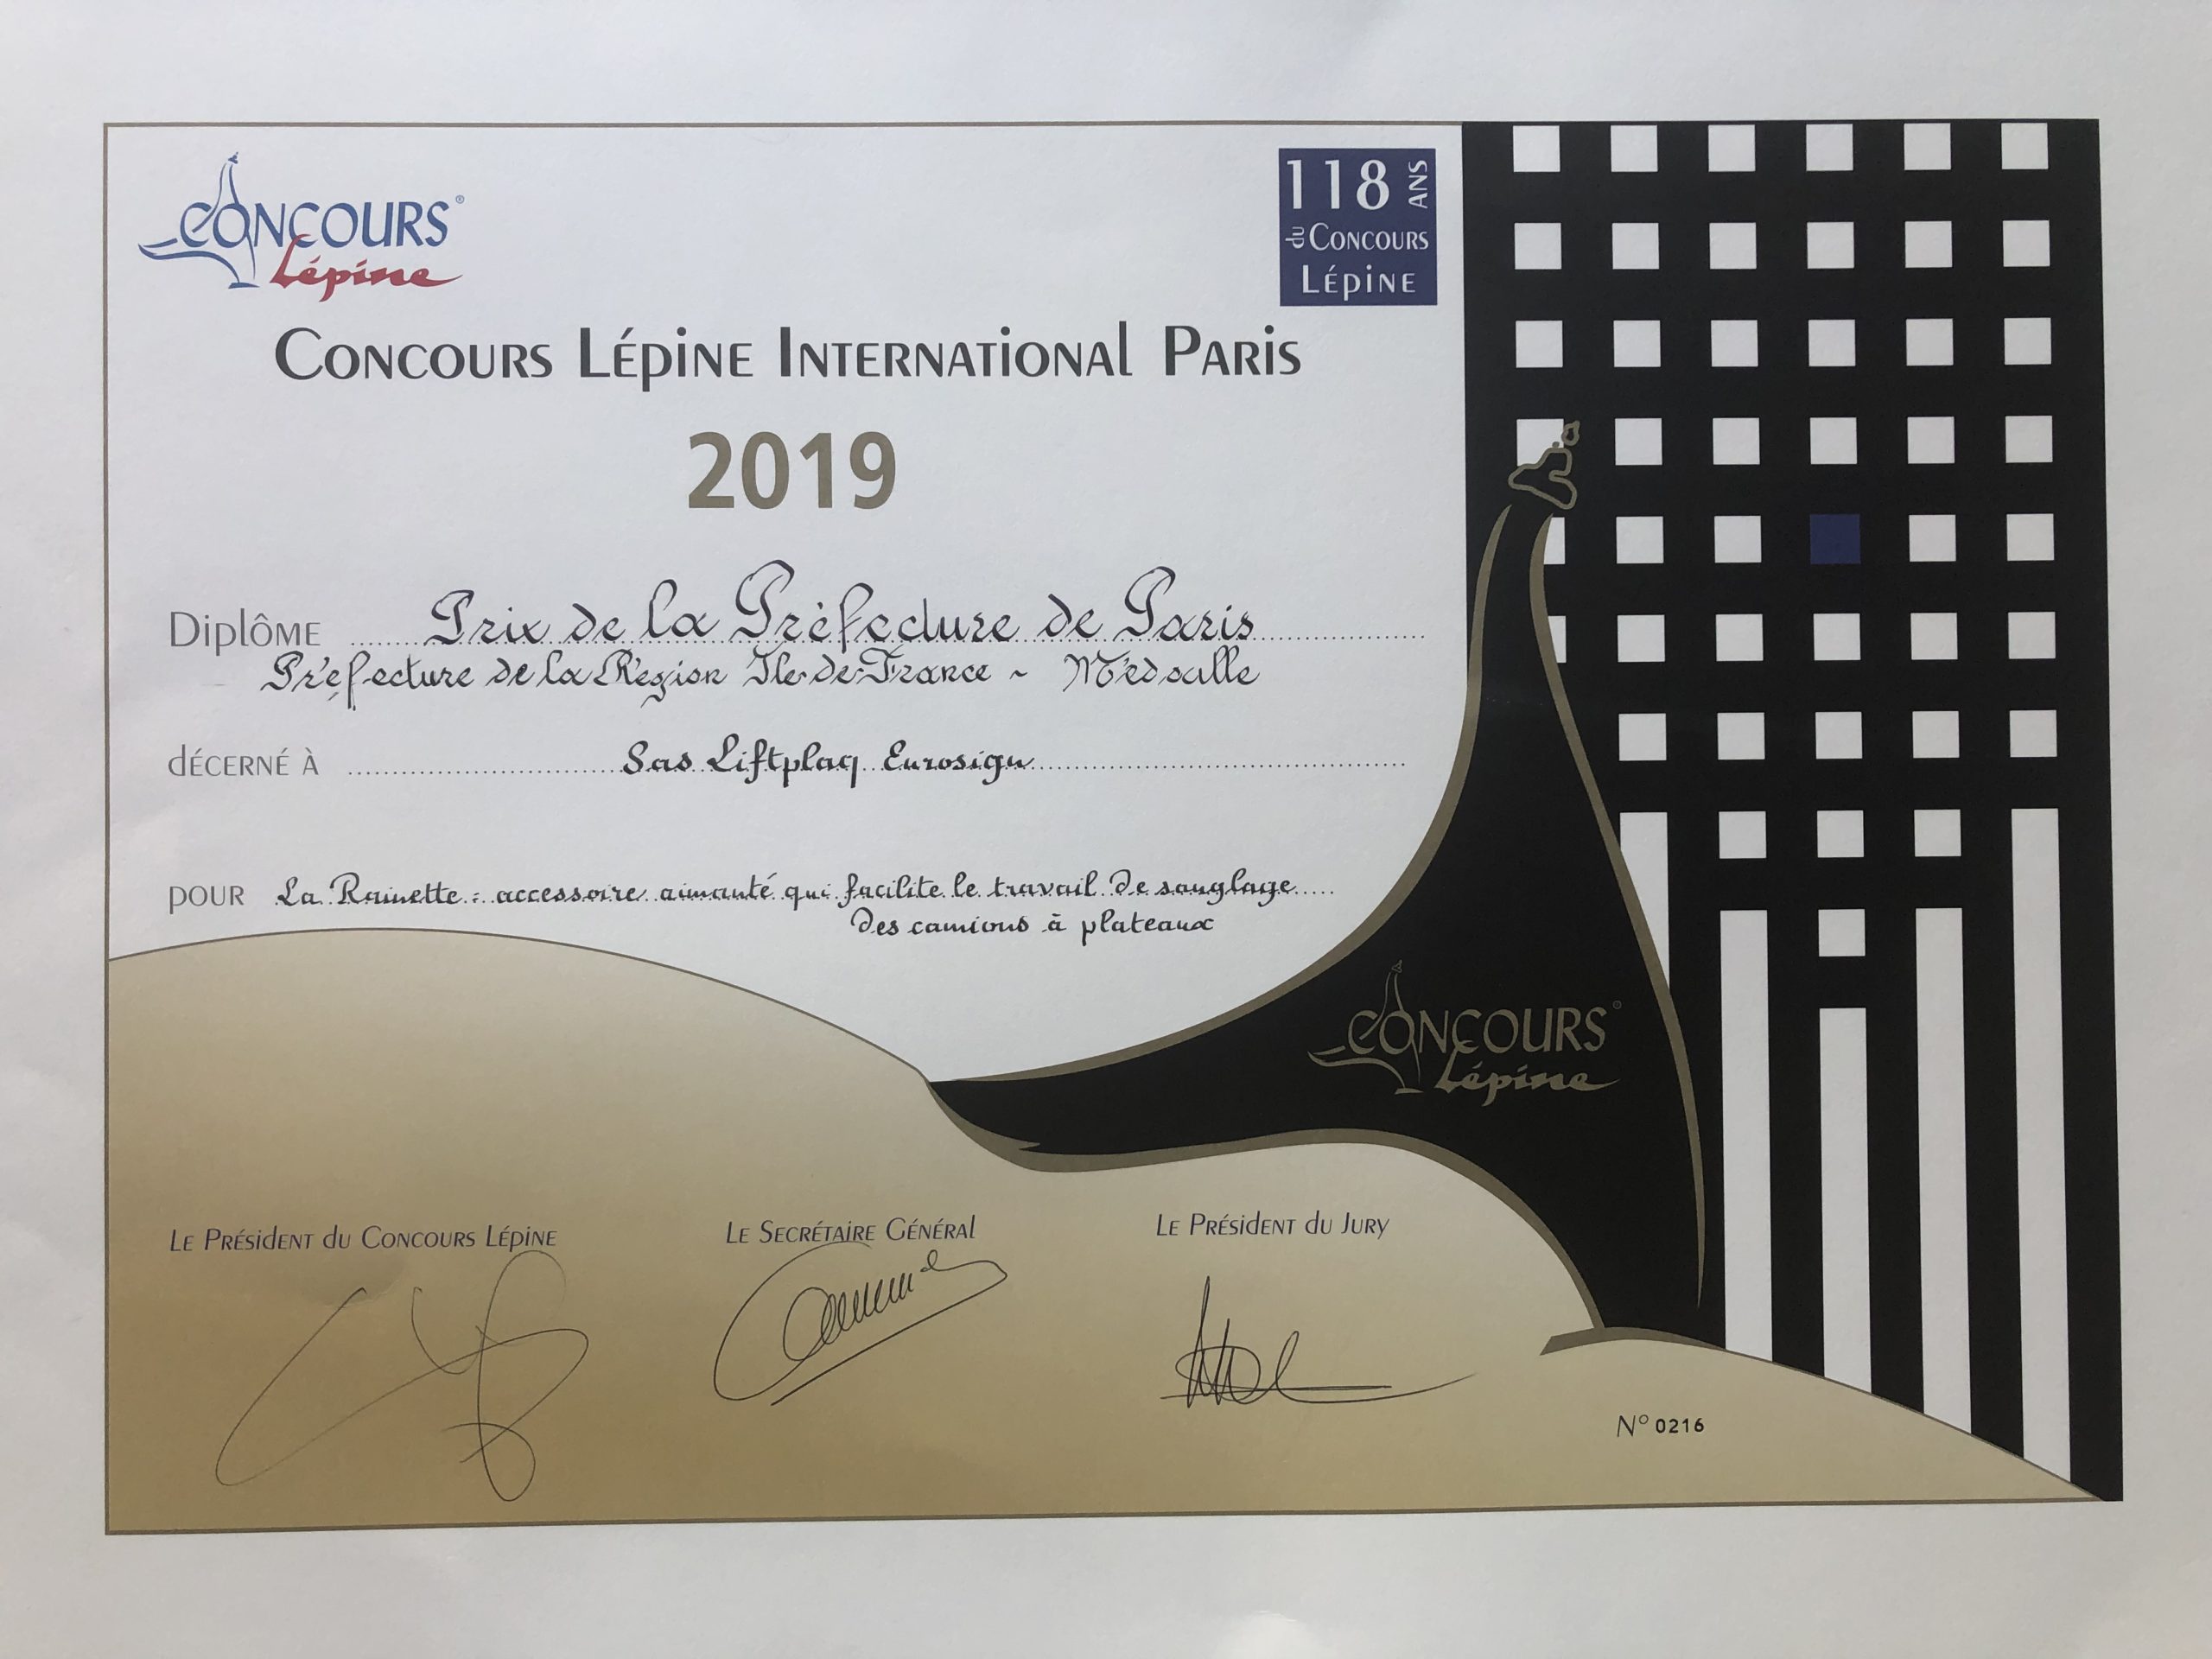 CONCOURS®
Lépine
118 ANS
du CONCOURS
LÉPINE
CONCOURS LÉPINE INTERNATIONAL PARIS
2019
DIPLÔME Prix de la Préfecture de Paris
Préfecture de la Région Ile-de-France ~ Médaille
DÉCERNÉ À Sas Liftplaq Eurosign
POUR La Rainette : accessoire aimanté qui facilite le travail de sanglage
des camions à plateaux
CONCOURS®
Lépine
LE PRÉSIDENT DU CONCOURS LÉPINE
LE SECRÉTAIRE GÉNÉRAL
LE PRÉSIDENT DU JURY
N° 0216